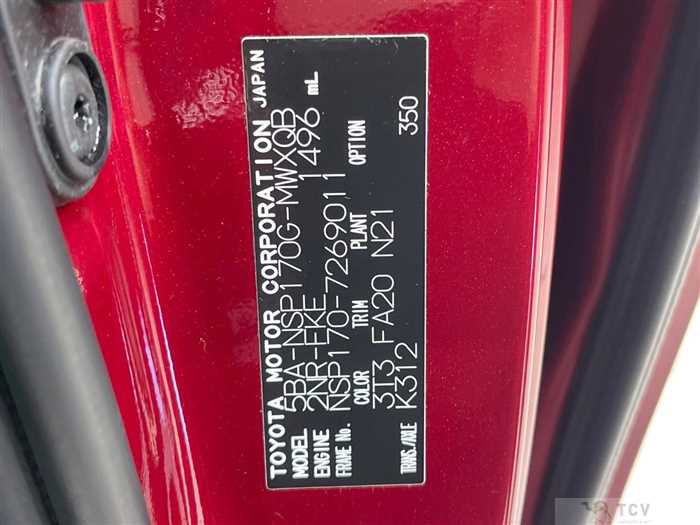 TOYOTA MOTOR CORPORATION JAPAN
MODEL 5BA-NSP170G-MWXQB
ENGINE 2NR-FKE 1496 mL
FRAME No. NSP170-7269011
COLOR TRIM PLANT OPTION
3T3 FA20 N21 350
TRANS./AXLE K312
TCV